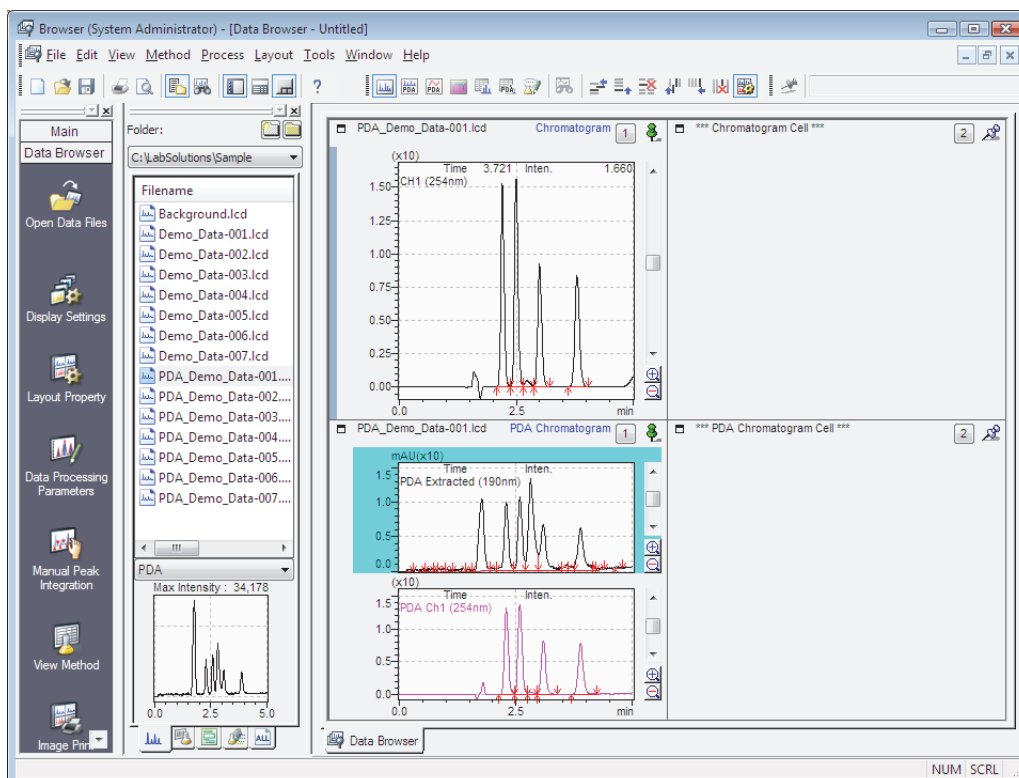 Browser (System Administrator) - [Data Browser - Untitled]
File Edit View Method Process Layout Tools Window Help
PDA PDA PDA
Main
Data Browser
Open Data Files
Display Settings
Layout Property
Data Processing
Parameters
Manual Peak
Integration
View Method
Image Print
Folder:
C:\LabSolutions\Sample
Filename
Background.lcd
Demo_Data-001.lcd
Demo_Data-002.lcd
Demo_Data-003.lcd
Demo_Data-004.lcd
Demo_Data-005.lcd
Demo_Data-006.lcd
Demo_Data-007.lcd
PDA_Demo_Data-001....
PDA_Demo_Data-002....
PDA_Demo_Data-003....
PDA_Demo_Data-004....
PDA_Demo_Data-005....
PDA_Demo_Data-006....
PDA_Demo_Data-007....
PDA
Max Intensity : 34,178
0.0 2.5 5.0
ALL
PDA_Demo_Data-001.lcd Chromatogram 1
(x10)
Time 3.721 Inten. 1.660
CH1 (254nm)
1.50
1.25
1.00
0.75
0.50
0.25
0.00
0.0 2.5 min
*** Chromatogram Cell *** 2
PDA_Demo_Data-001.lcd PDA Chromatogram 1
mAU(x10)
Time Inten.
PDA Extracted (190nm)
1.5
1.0
0.5
0.0
(x10)
Time Inten.
PDA Ch1 (254nm)
1.5
1.0
0.5
0.0
0.0 2.5 min
*** PDA Chromatogram Cell *** 2
Data Browser
NUM SCRL